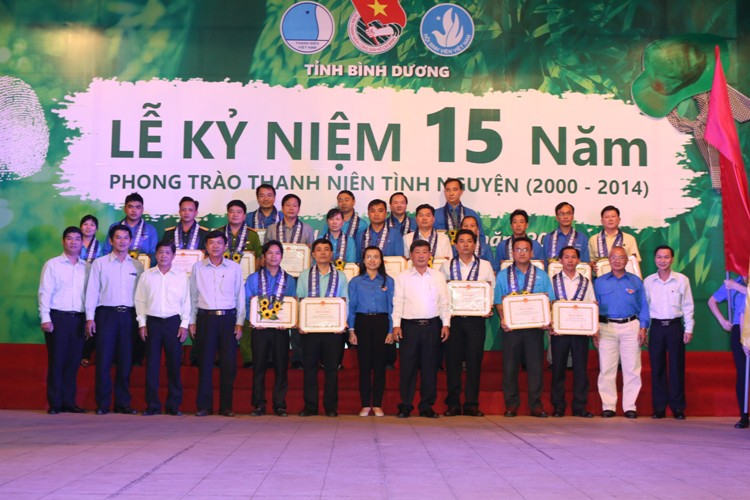 TỈNH BÌNH DƯƠNG
LỄ KỶ NIỆM 15 Năm
PHONG TRÀO THANH NIÊN TÌNH NGUYỆN (2000 - 2014)